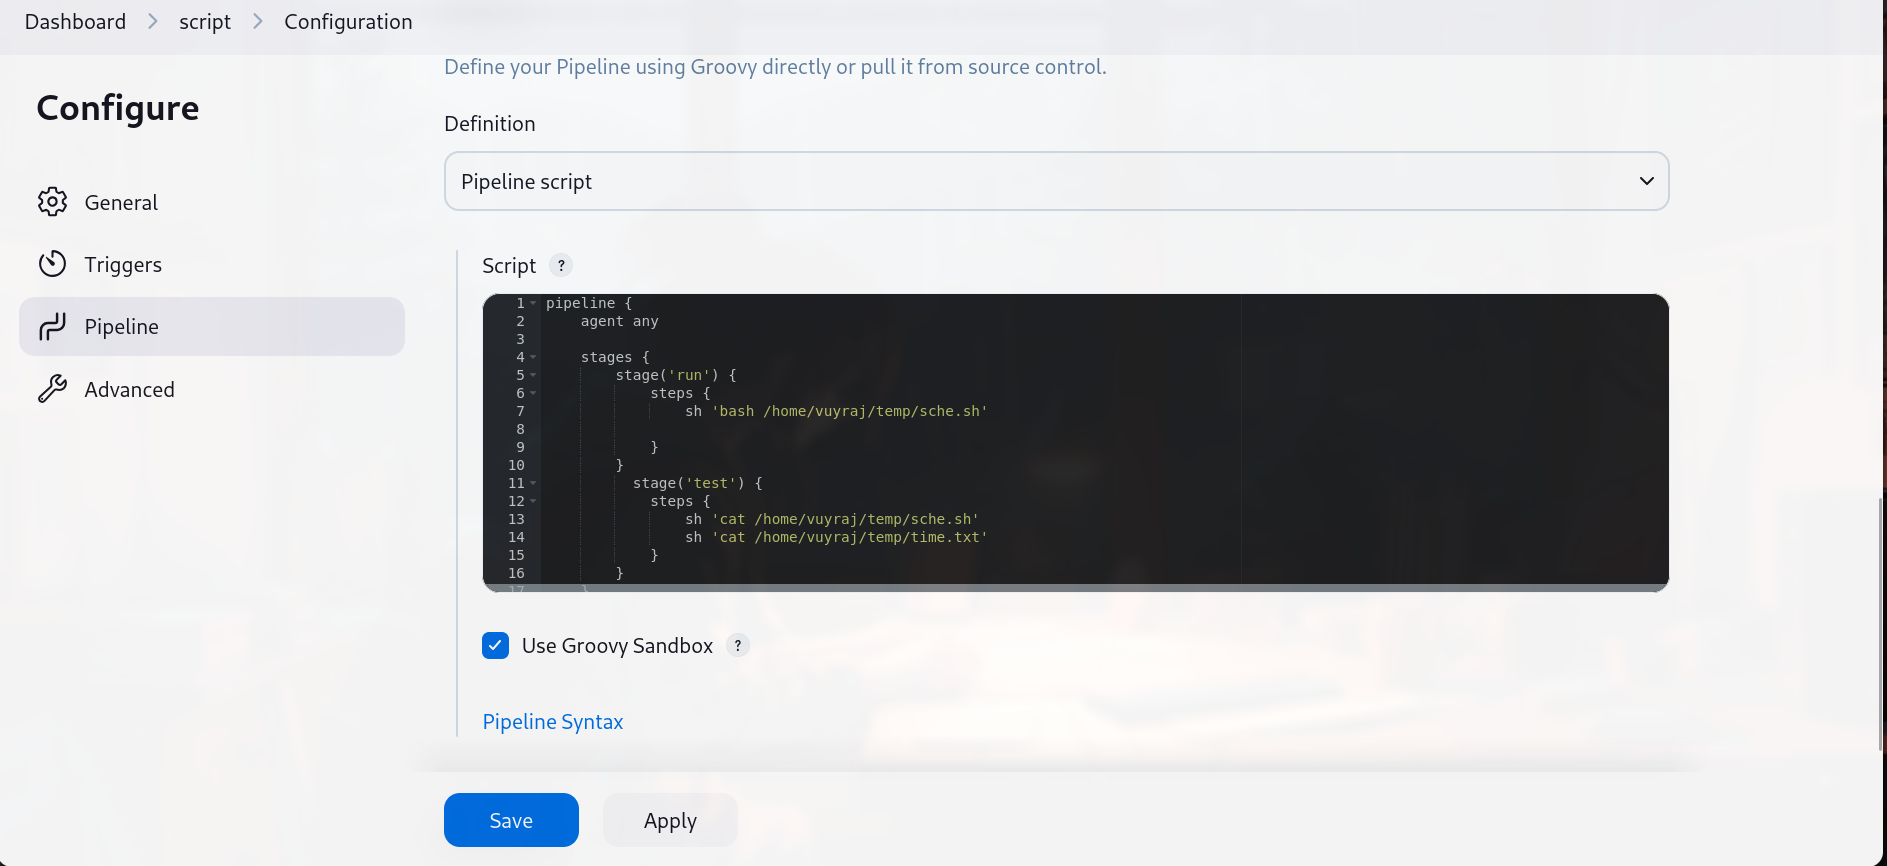 Dashboard > script > Configuration
Define your Pipeline using Groovy directly or pull it from source control.
Configure
General
Triggers
Pipeline
Advanced
Definition
Pipeline script
Script ?
1 pipeline {
2     agent any
3
4     stages {
5         stage('run') {
6             steps {
7                 sh 'bash /home/vuyraj/temp/sche.sh'
8
9             }
10         }
11           stage('test') {
12             steps {
13                 sh 'cat /home/vuyraj/temp/sche.sh'
14                 sh 'cat /home/vuyraj/temp/time.txt'
15             }
16         }
17     }
Use Groovy Sandbox ?
Pipeline Syntax
Save
Apply